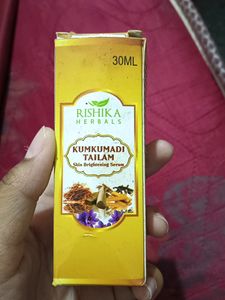 30ML
RISHIKA
HERBALS
KUMKUMADI
TAILAM
Skin Brightening Serum